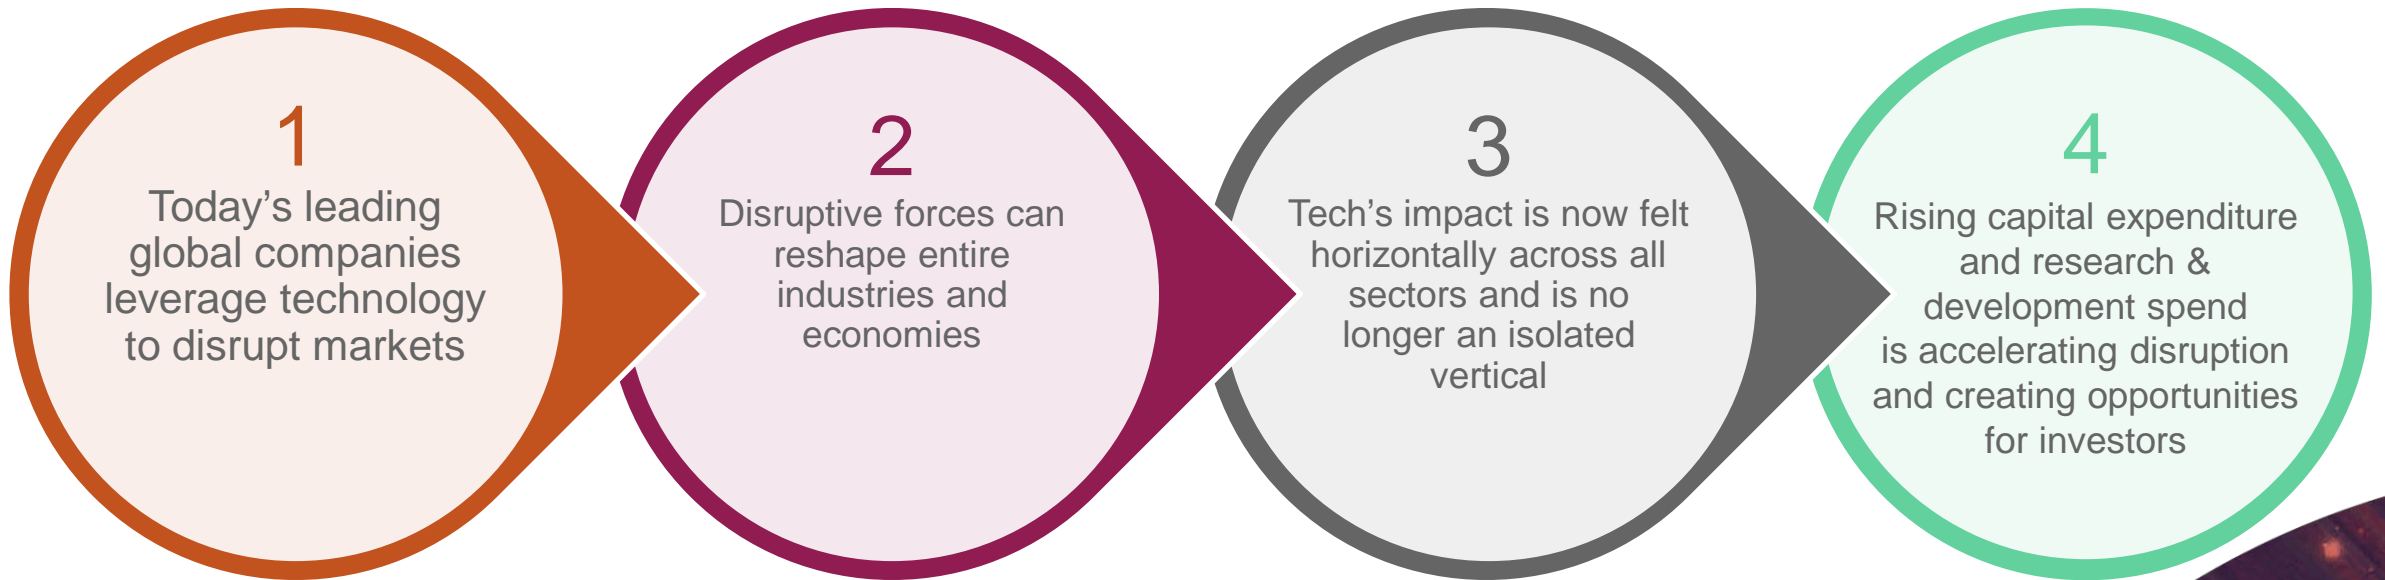 1
Today’s leading
global companies
leverage technology
to disrupt markets
2
Disruptive forces can
reshape entire
industries and
economies
3
Tech’s impact is now felt
horizontally across all
sectors and is no
longer an isolated
vertical
4
Rising capital expenditure
and research &
development spend
is accelerating disruption
and creating opportunities
for investors